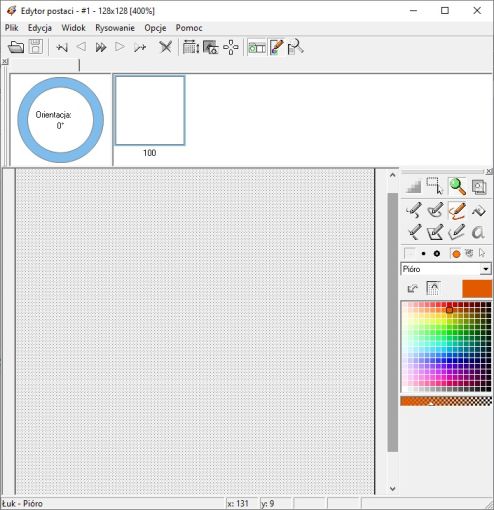 Edytor postaci - #1 - 128x128 [400%]
Plik Edycja Widok Rysowanie Opcje Pomoc
Orientacja:
0°
100
Pióro
Łuk - Pióro x: 131 y: 9